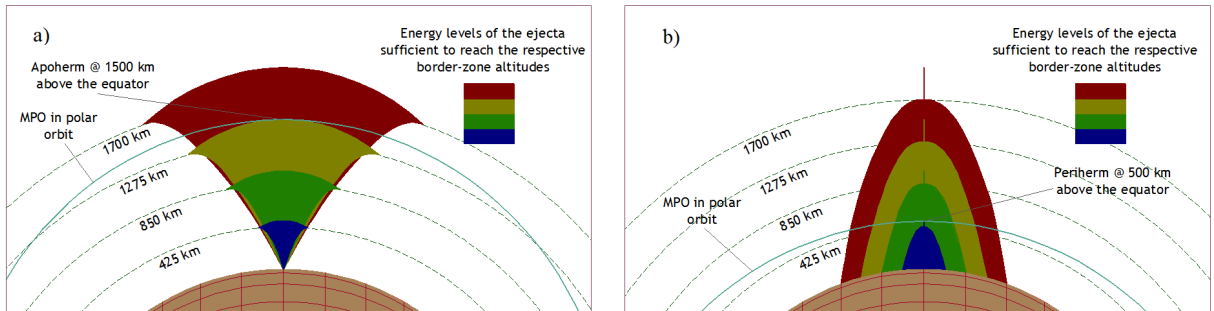 a)
Energy levels of the ejecta
sufficient to reach the respective
border-zone altitudes
Apoherm @ 1500 km
above the equator
MPO in polar
orbit
1700 km
1275 km
850 km
425 km
b)
Energy levels of the ejecta
sufficient to reach the respective
border-zone altitudes
1700 km
1275 km
850 km
425 km
Periherm @ 500 km
above the equator
MPO in polar
orbit